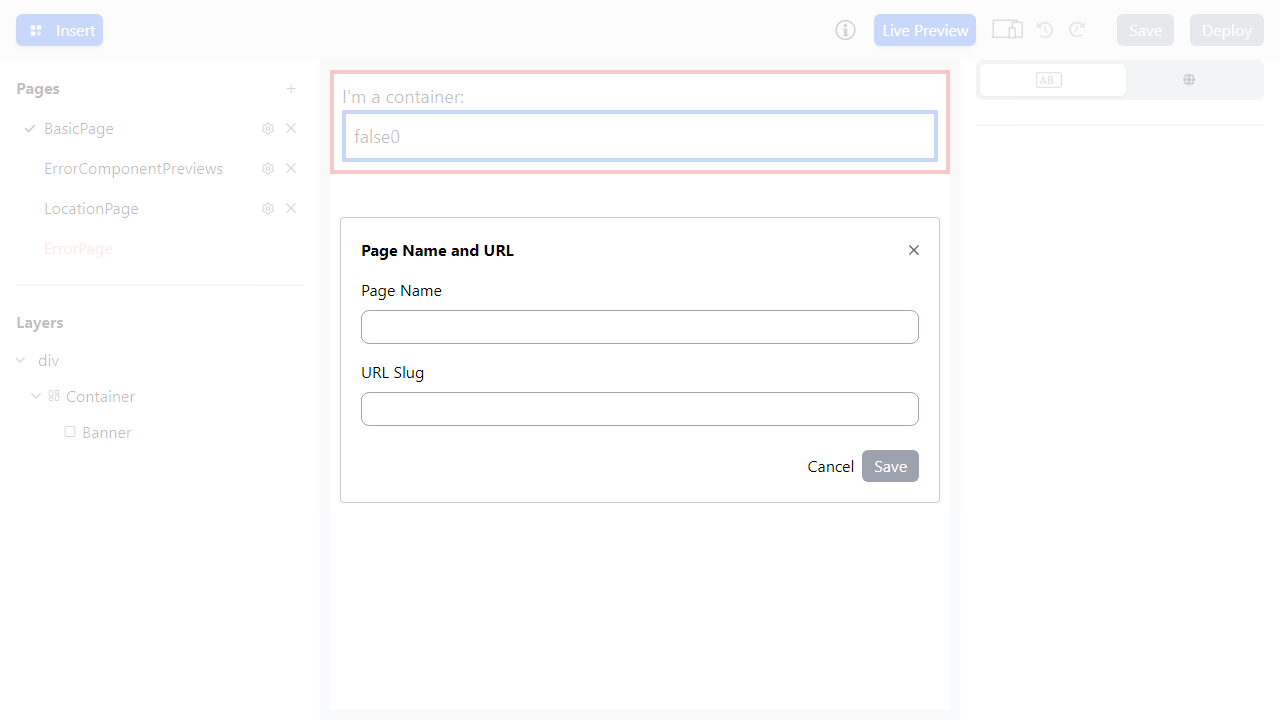 Insert
Live Preview
Save
Deploy
Pages
BasicPage
ErrorComponentPreviews
LocationPage
ErrorPage
Layers
div
Container
Banner
I'm a container:
false0
Page Name and URL
Page Name
URL Slug
Cancel
Save
AB